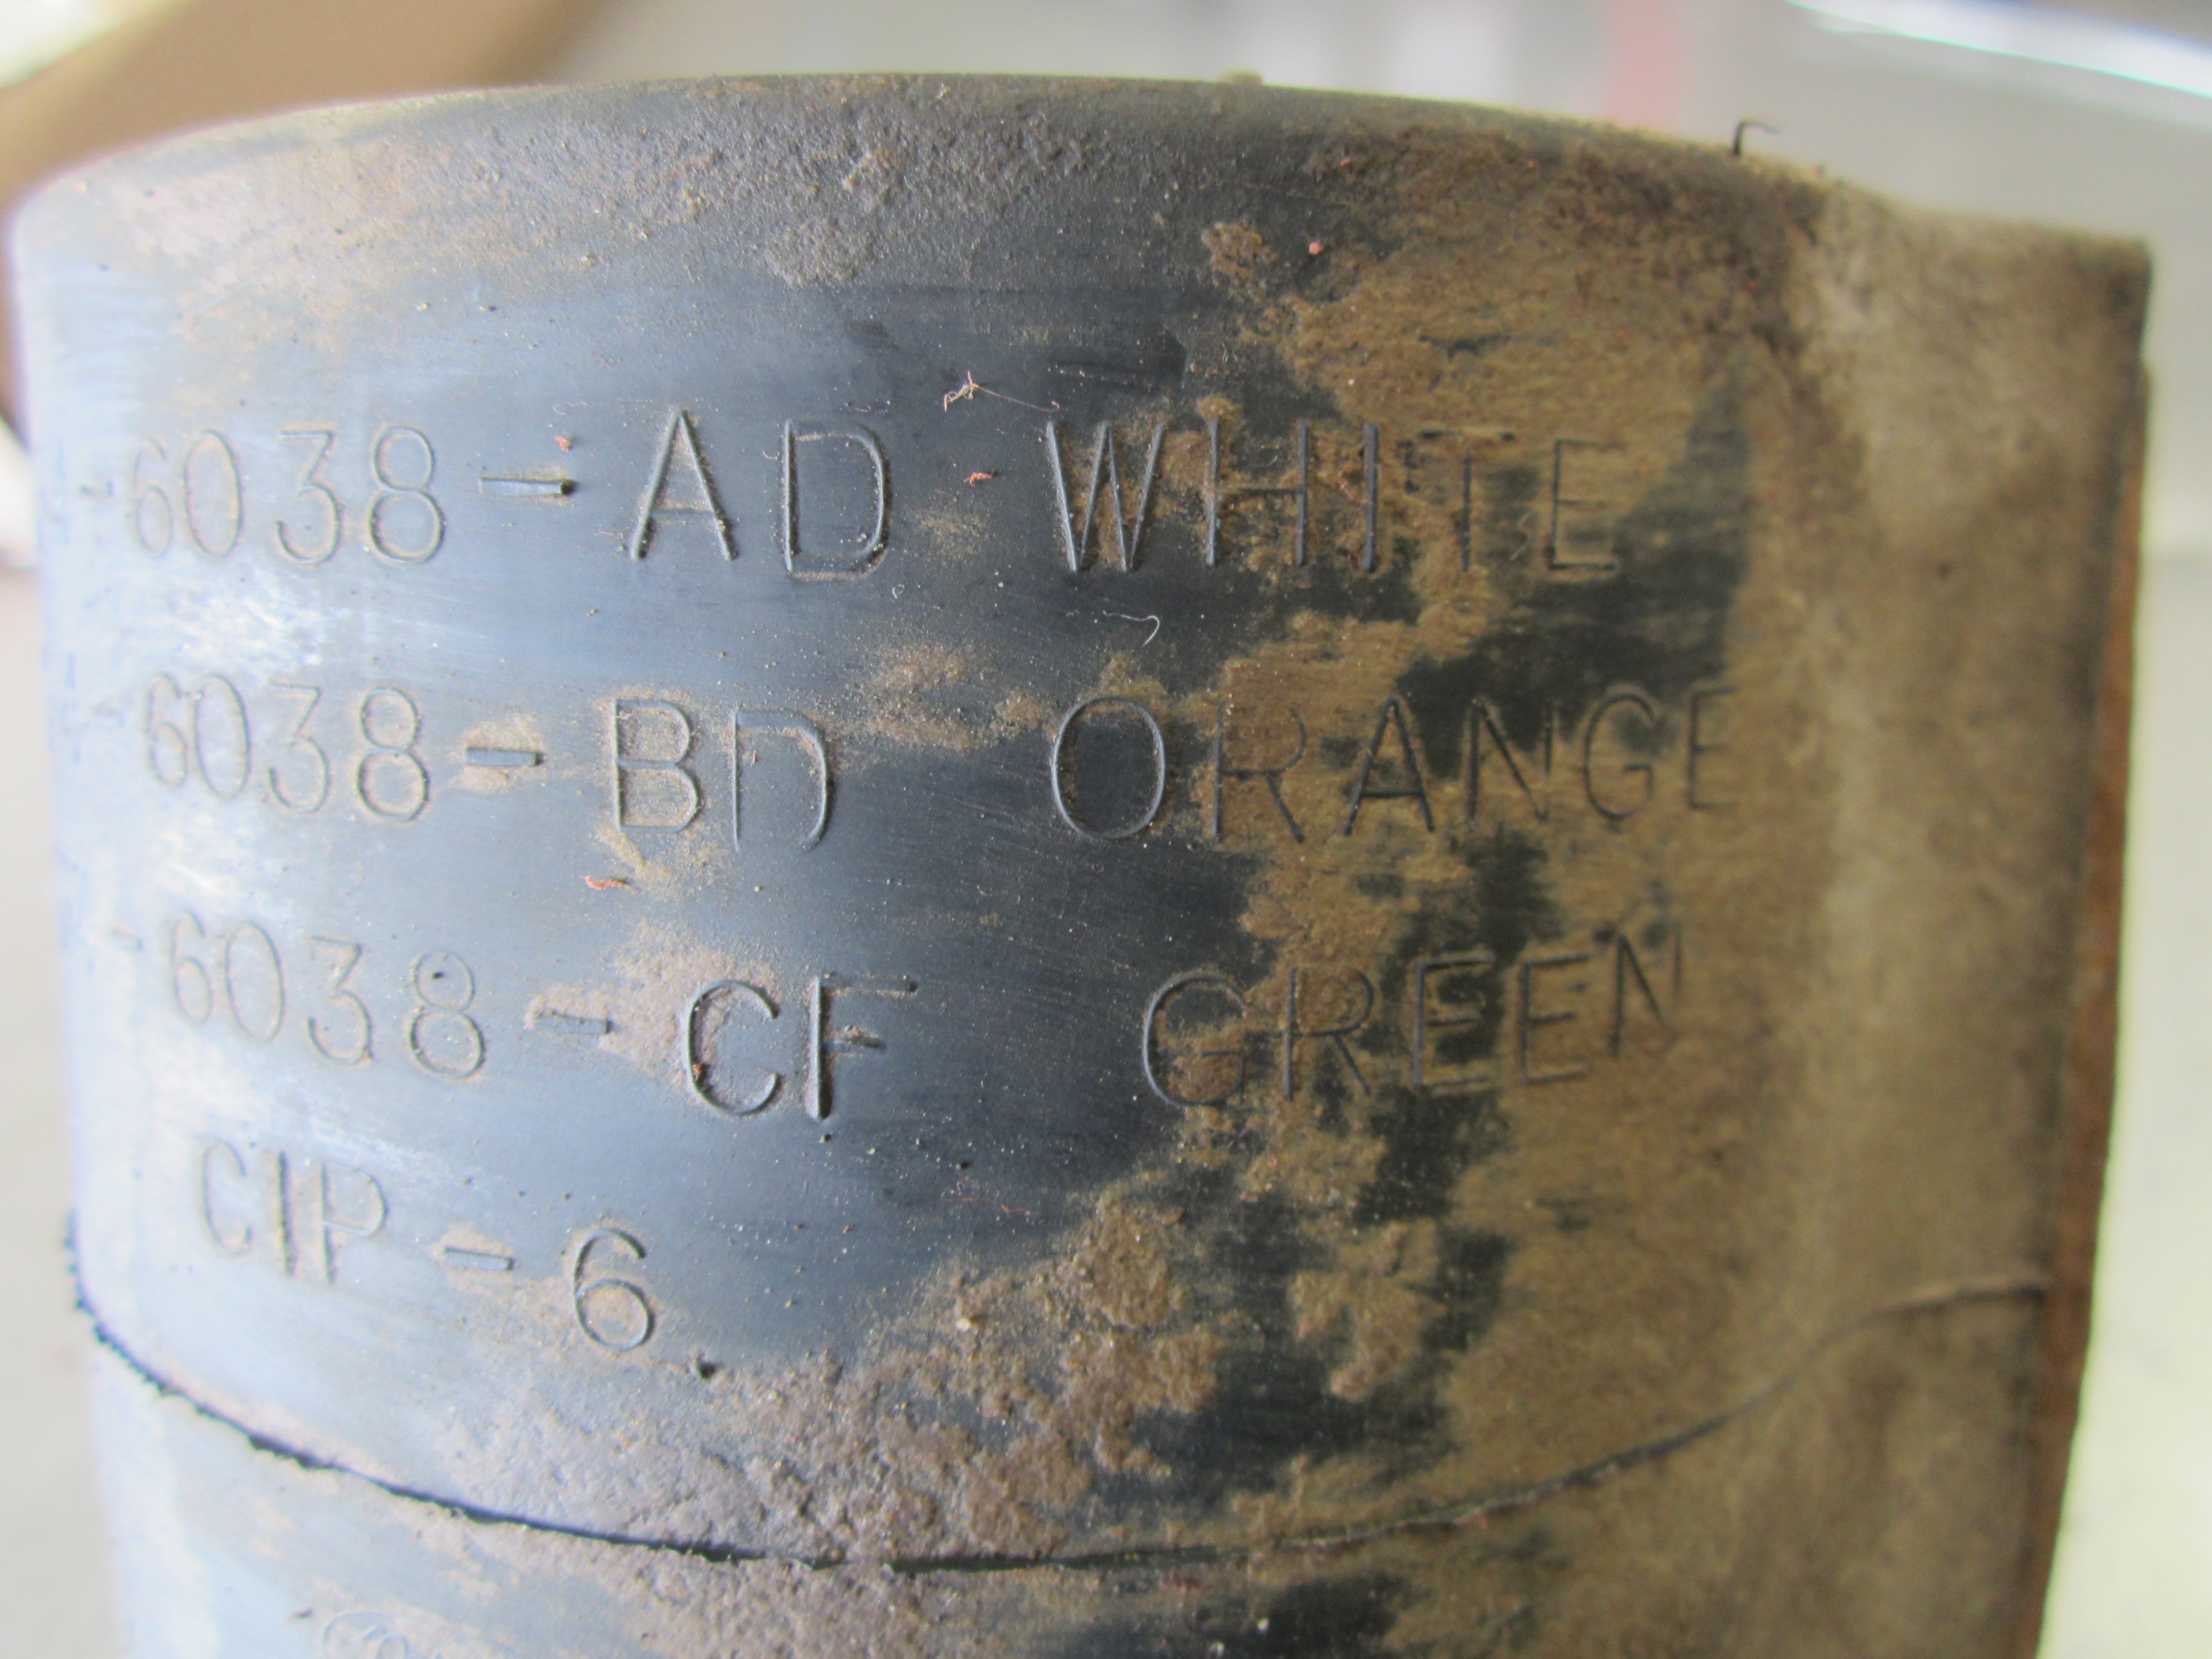 -6038-AD WHITE
6038-BD ORANGE
-6038-CF GREEN
CIP-6